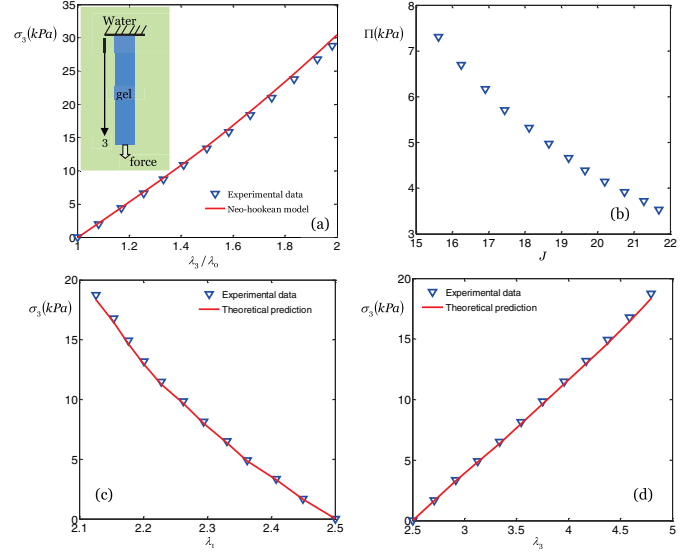 σ₃(kPa)
35
30
25
20
15
10
5
0
Water
gel
3
force
Experimental data
Neo-hookean model
(a)
1
1.2
1.4
1.6
1.8
2
λ₃/λ₀
Π(kPa)
8
7
6
5
4
3
(b)
15
16
17
18
19
20
21
22
J
σ₃(kPa)
20
15
10
5
0
Experimental data
Theoretical prediction
(c)
2.1
2.2
2.3
2.4
2.5
λ₁
σ₃(kPa)
20
15
10
5
0
Experimental data
Theoretical prediction
(d)
2.5
3
3.5
4
4.5
5
λ₃